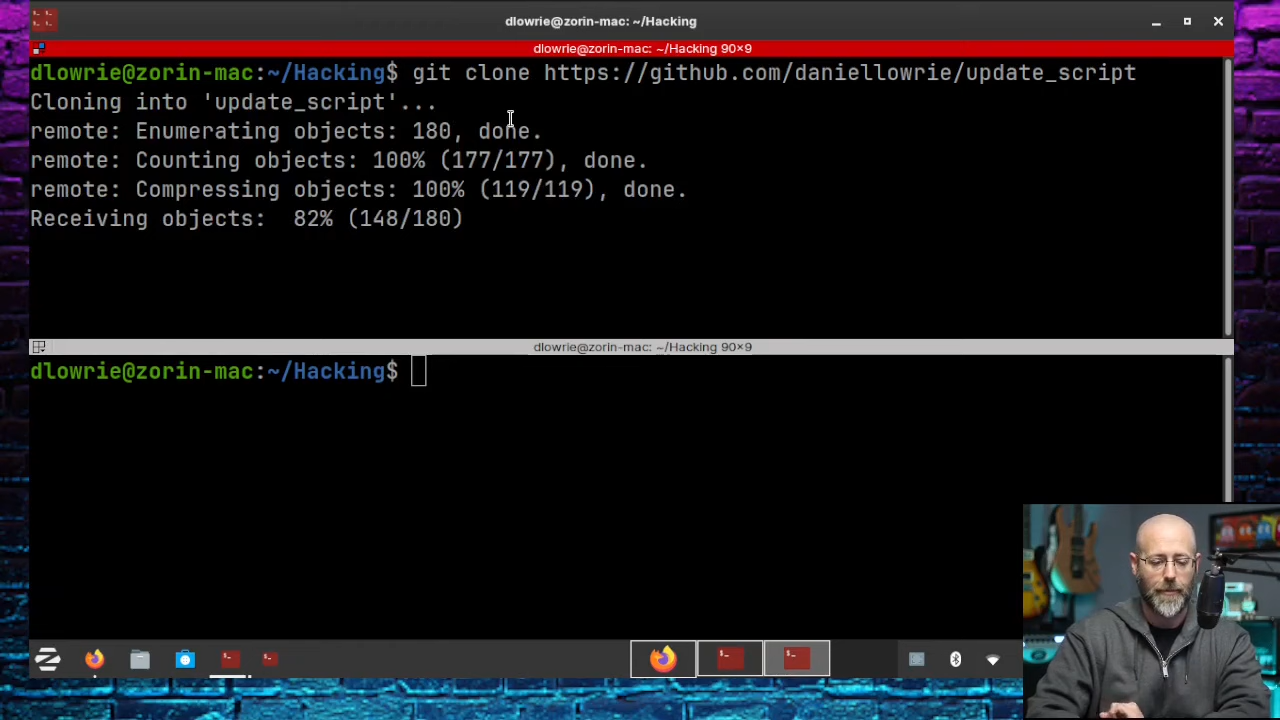 dlowrie@zorin-mac: ~/Hacking
dlowrie@zorin-mac: ~/Hacking 90×9
dlowrie@zorin-mac:~/Hacking$ git clone https://github.com/daniellowrie/update_script
Cloning into 'update_script'...
remote: Enumerating objects: 180, done.
remote: Counting objects: 100% (177/177), done.
remote: Compressing objects: 100% (119/119), done.
Receiving objects:  82% (148/180)
dlowrie@zorin-mac: ~/Hacking 90×9
dlowrie@zorin-mac:~/Hacking$